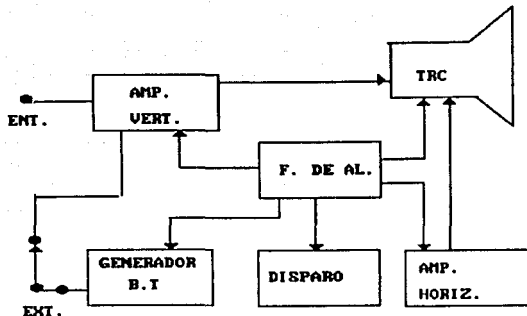 TRC
AMP.
VERT.
ENT.
F. DE AL.
GENERADOR
B.T
DISPARO
AMP.
HORIZ.
EXT.